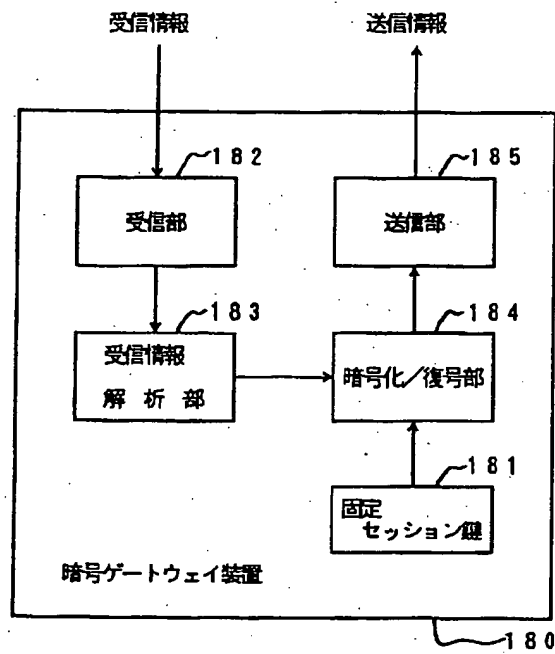 受信情報
送信情報
182
受信部
185
送信部
183
受信情報
解析部
184
暗号化/復号部
181
固定
セッション鍵
暗号ゲートウェイ装置
180